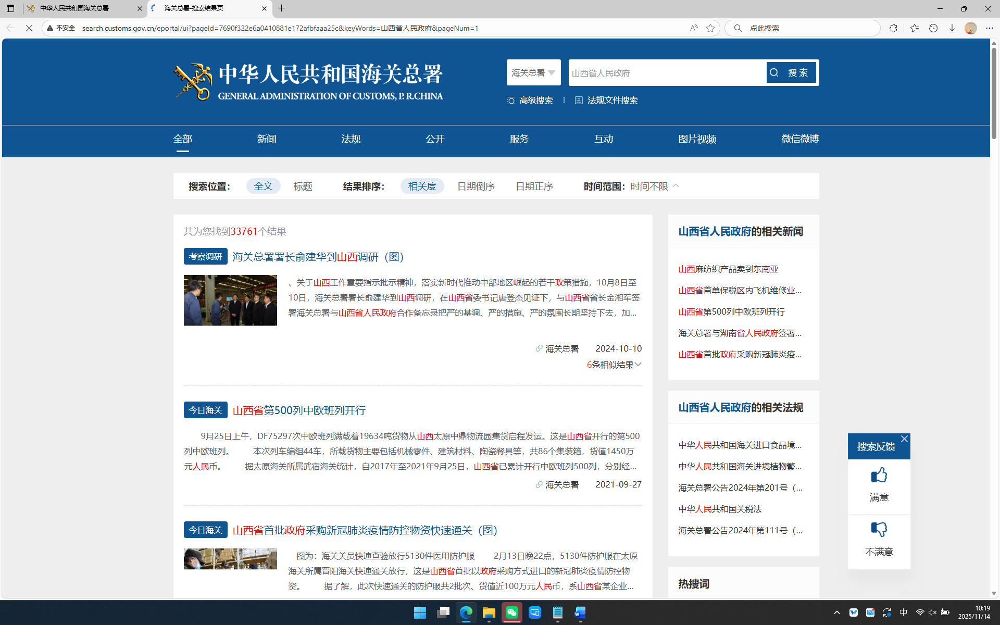 中华人民共和国海关总署
海关总署-搜索结果页
不安全 search.customs.gov.cn/eportal/ui?pageId=7690f322e6a0410881e172afbfaaa25c&keyWords=山西省人民政府&pageNum=1
点此搜索
中华人民共和国海关总署
GENERAL ADMINISTRATION OF CUSTOMS, P. R.CHINA
海关总署
山西省人民政府
搜 索
高级搜索
法规文件搜索
全部 新闻 法规 公开 服务 互动 图片视频 微信微博
搜索位置： 全文 标题 结果排序： 相关度 日期倒序 日期正序 时间范围：时间不限
共为您找到33761个结果
考察调研 海关总署署长俞建华到山西调研（图）
、关于山西工作重要指示批示精神，落实新时代推动中部地区崛起的若干政策措施，10月8日至
10日，海关总署署长俞建华到山西调研，在山西省委书记唐登杰见证下，与山西省省长金湘军签
署海关总署与山西省人民政府合作备忘录把严的基调、严的措施、严的氛围长期坚持下去，加...
海关总署 2024-10-10
6条相似结果
今日海关 山西省第500列中欧班列开行
9月25日上午，DF75297次中欧班列满载着19634吨货物从山西太原中鼎物流园集货启程发运。这是山西省开行的第500
列中欧班列。 本次列车编组44车，所载货物主要包括机械零件、建筑材料、陶瓷餐具等，共86个集装箱，货值1450万
元人民币。 据太原海关所属武宿海关统计，自2017年至2021年9月25日，山西省已累计开行中欧班列500列，分别经...
海关总署 2021-09-27
今日海关 山西省首批政府采购新冠肺炎疫情防控物资快速通关（图）
图为：海关关员快速查验放行5130件医用防护服 2月13日晚22点，5130件防护服在太原
海关所属晋阳海关快速通关放行，这是山西省首批以政府采购方式进口的新冠肺炎疫情防控物
资。 据了解，此次快速通关的防护服共2批次、货值近100万元人民币，系山西省某企业...
山西省人民政府的相关新闻
山西麻纺织产品卖到东南亚
山西省首单保税区内飞机维修业...
山西省第500列中欧班列开行
海关总署与湖南省人民政府签署...
山西省首批政府采购新冠肺炎疫...
山西省人民政府的相关法规
中华人民共和国海关进口食品境...
中华人民共和国海关进境植物繁...
海关总署公告2024年第201号（...
中华人民共和国关税法
海关总署公告2024年第111号（...
热搜词
搜索反馈
满意
不满意
中
10:19
2025/11/14